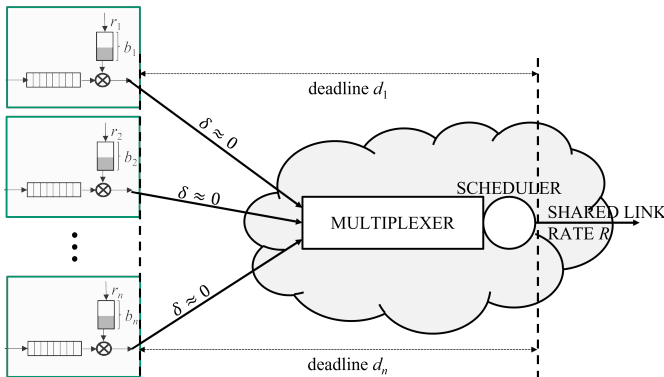 r₁
b₁
deadline d₁
δ ≈ 0
r₂
b₂
δ ≈ 0
SCHEDULER
MULTIPLEXER
SHARED LINK
RATE R
rₙ
bₙ
δ ≈ 0
deadline dₙ